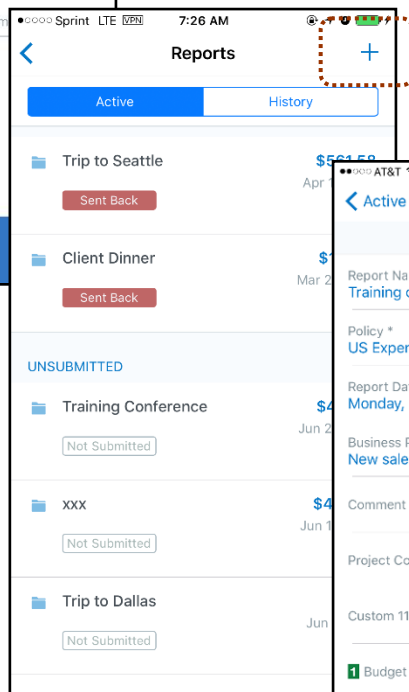 Sprint LTE VPN 7:26 AM
Reports
Active History
Trip to Seattle
Apr
Sent Back
Client Dinner
Mar 2
Sent Back
UNSUBMITTED
Training Conference $4
Jun 2
Not Submitted
xxx $4
Jun 1
Not Submitted
Trip to Dallas
Jun
Not Submitted
AT&T
Active
Report Na
Training
Policy *
US Exper
Report Da
Monday,
Business
New sale
Comment
Project Co
Custom 11
1 Budget